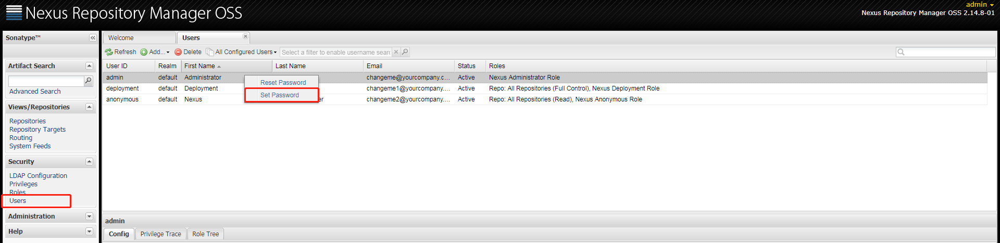 Nexus Repository Manager OSS
admin
Nexus Repository Manager OSS 2.14.8-01
Sonatype™
Artifact Search
Advanced Search
Views/Repositories
Repositories
Repository Targets
Routing
System Feeds
Security
LDAP Configuration
Privileges
Roles
Users
Administration
Help
Welcome
Users
Refresh Add... Delete All Configured Users Select a filter to enable username searc
User ID Realm First Name Last Name Email Status Roles
admin default Administrator changeme@yourcompany.c... Active Nexus Administrator Role
deployment default Deployment changeme1@yourcompany.... Active Repo: All Repositories (Full Control), Nexus Deployment Role
anonymous default Nexus er changeme2@yourcompany.... Active Repo: All Repositories (Read), Nexus Anonymous Role
Reset Password
Set Password
admin
Config Privilege Trace Role Tree